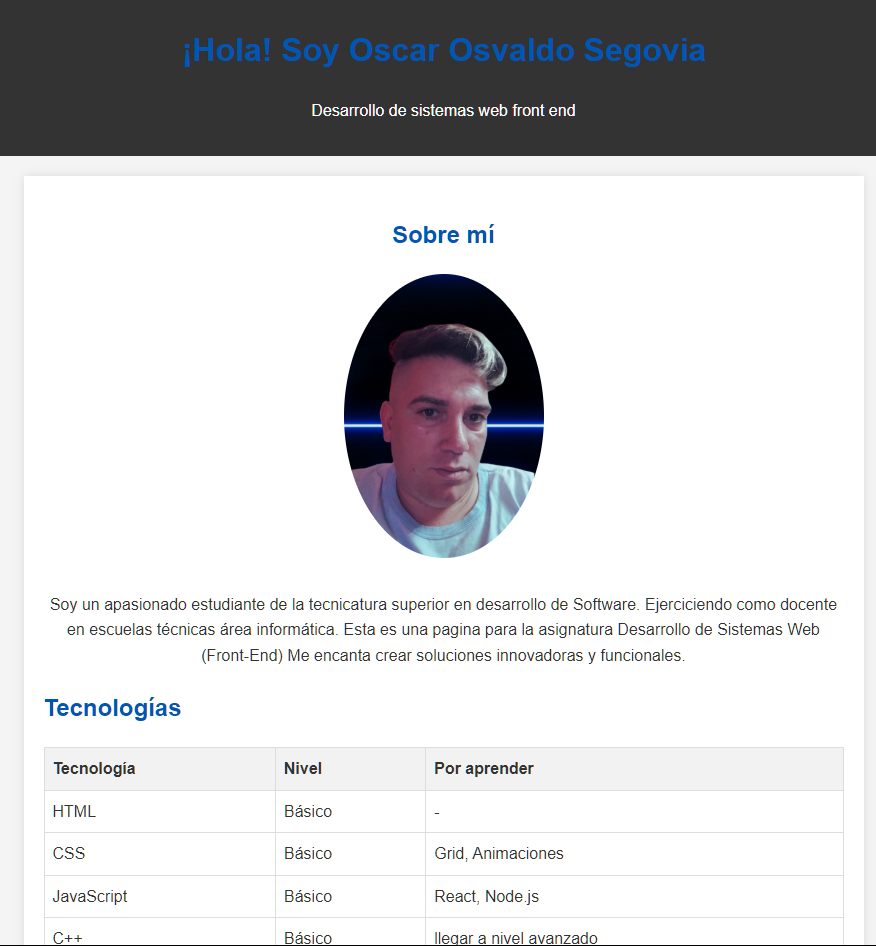 ¡Hola! Soy Oscar Osvaldo Segovia
Desarrollo de sistemas web front end
Sobre mí
Soy un apasionado estudiante de la tecnicatura superior en desarrollo de Software. Ejerciciendo como docente
en escuelas técnicas área informática. Esta es una pagina para la asignatura Desarrollo de Sistemas Web
(Front-End) Me encanta crear soluciones innovadoras y funcionales.
Tecnologías
Tecnología Nivel Por aprender
HTML Básico -
CSS Básico Grid, Animaciones
JavaScript Básico React, Node.js
C++ Básico llegar a nivel avanzado